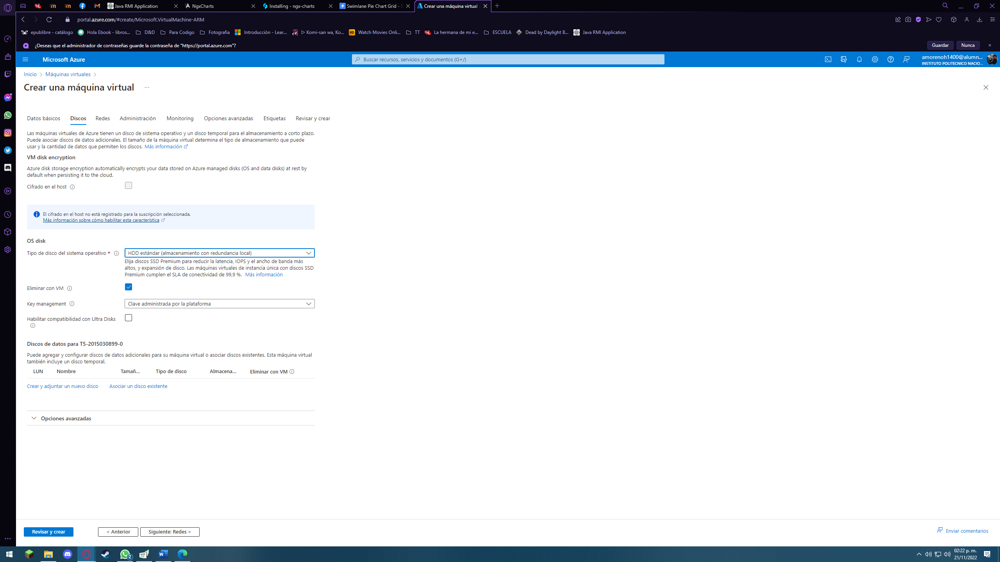 Java RMI Application
NgxCharts
Installing - ngx-charts
Swimlane Pie Chart Grid - S
Crear una máquina virtual -
portal.azure.com/#create/Microsoft.VirtualMachine-ARM
epublibre - catálogo
Hola Ebook - libros...
D&D
Para Codigo
Fotografia
Introducción - Lear...
▷ Komi-san wa, Ko...
HD
Watch Movies Onli...
TT
La hermana de mi e...
ESCUELA
Dead by Daylight B...
Java RMI Application
¿Deseas que el administrador de contraseñas guarde la contraseña de "https://portal.azure.com"?
Guardar
Nunca
Microsoft Azure
Buscar recursos, servicios y documentos (G+/)
amorenoh1400@alumn...
INSTITUTO POLITECNICO NACIO...
Inicio > Máquinas virtuales >
Crear una máquina virtual ...
Datos básicos
Discos
Redes
Administración
Monitoring
Opciones avanzadas
Etiquetas
Revisar y crear
Las máquinas virtuales de Azure tienen un disco de sistema operativo y un disco temporal para el almacenamiento a corto plazo.
Puede asociar discos de datos adicionales. El tamaño de la máquina virtual determina el tipo de almacenamiento que puede
usar y la cantidad de datos que permiten los discos. Más información
VM disk encryption
Azure disk storage encryption automatically encrypts your data stored on Azure managed disks (OS and data disks) at rest by
default when persisting it to the cloud.
Cifrado en el host
El cifrado en el host no está registrado para la suscripción seleccionada.
Más información sobre cómo habilitar esta característica
OS disk
Tipo de disco del sistema operativo *
HDD estándar (almacenamiento con redundancia local)
Elija discos SSD Premium para reducir la latencia, IOPS y el ancho de banda más
altos, y expansión de disco. Las máquinas virtuales de instancia única con discos SSD
Premium cumplen el SLA de conectividad de 99,9 %. Más información
Eliminar con VM
Key management
Clave administrada por la plataforma
Habilitar compatibilidad con Ultra Disks
Discos de datos para T5-2015030899-0
Puede agregar y configurar discos de datos adicionales para su máquina virtual o asociar discos existentes. Esta máquina virtual
también incluye un disco temporal.
LUN
Nombre
Tamañ...
Tipo de disco
Almacena...
Eliminar con VM
Crear y adjuntar un nuevo disco
Asociar un disco existente
Opciones avanzadas
Revisar y crear
< Anterior
Siguiente: Redes >
Enviar comentarios
2
02:22 p. m.
21/11/2022